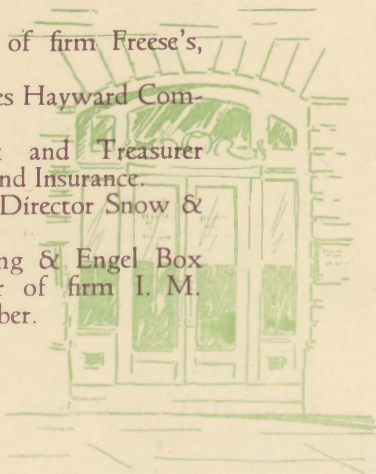 of firm Freese's,
es Hayward Com-
and Treasurer
nd Insurance.
Director Snow &
ng & Engel Box
of firm I. M.
ber.